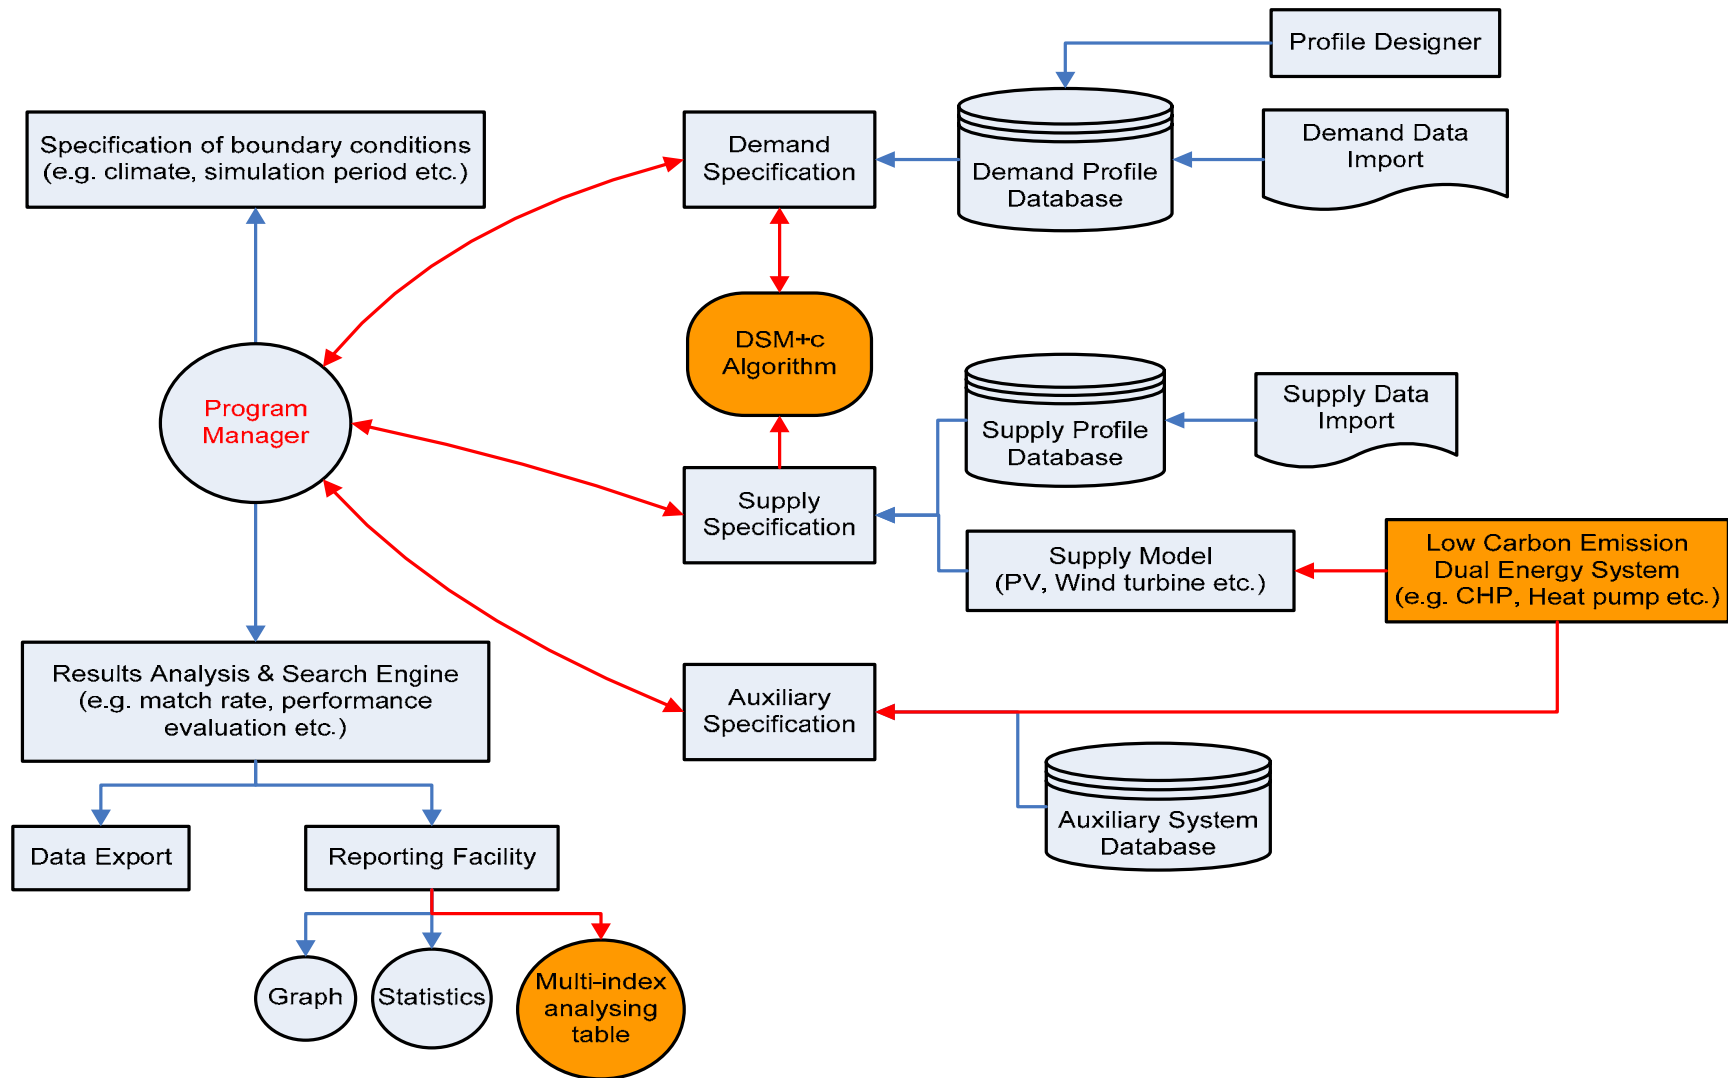 Profile Designer
Specification of boundary conditions
(e.g. climate, simulation period etc.)
Demand
Specification
Demand Profile
Database
Demand Data
Import
DSM+c
Algorithm
Program
Manager
Supply Profile
Database
Supply Data
Import
Supply
Specification
Supply Model
(PV, Wind turbine etc.)
Low Carbon Emission
Dual Energy System
(e.g. CHP, Heat pump etc.)
Results Analysis & Search Engine
(e.g. match rate, performance
evaluation etc.)
Auxiliary
Specification
Auxiliary System
Database
Data Export
Reporting Facility
Graph
Statistics
Multi-index
analysing
table